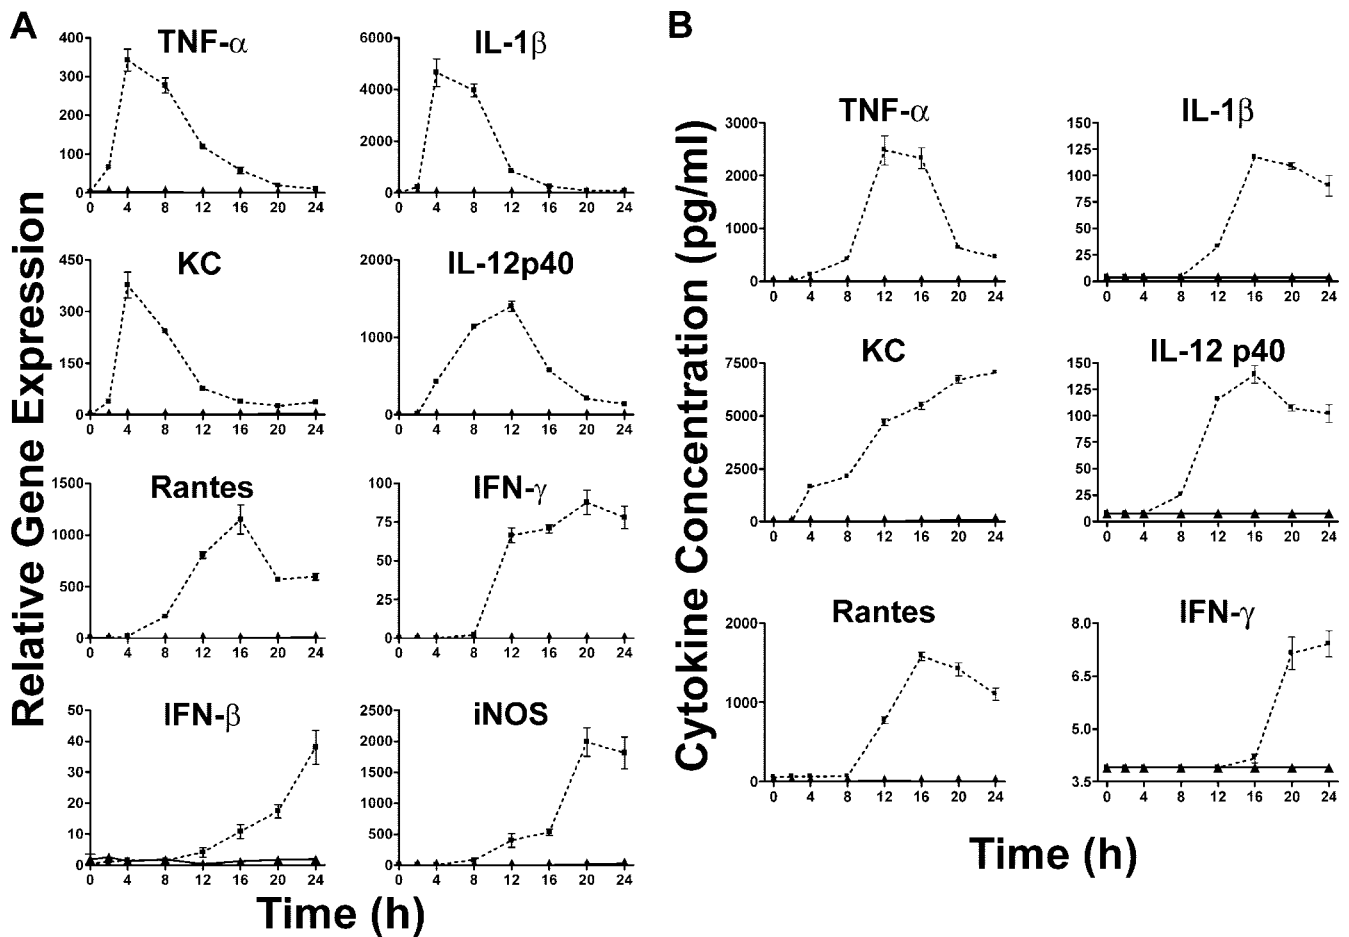 A
B
Relative Gene Expression
TNF-α
400
300
200
100
0
0 4 8 12 16 20 24
IL-1β
6000
4000
2000
0
0 4 8 12 16 20 24
KC
450
300
150
0
0 4 8 12 16 20 24
IL-12p40
2000
1000
0
0 4 8 12 16 20 24
Rantes
1500
1000
500
0
0 4 8 12 16 20 24
IFN-γ
100
75
50
25
0
0 4 8 12 16 20 24
IFN-β
50
40
30
20
10
0
0 4 8 12 16 20 24
iNOS
2500
2000
1500
1000
500
0
0 4 8 12 16 20 24
Time (h)
Cytokine Concentration (pg/ml)
TNF-α
3000
2000
1000
0
0 4 8 12 16 20 24
IL-1β
150
125
100
75
50
25
0
0 4 8 12 16 20 24
KC
7500
5000
2500
0
0 4 8 12 16 20 24
IL-12 p40
150
125
100
75
50
25
0
0 4 8 12 16 20 24
Rantes
2000
1000
0
0 4 8 12 16 20 24
IFN-γ
8.0
6.5
5.0
3.5
0 4 8 12 16 20 24
Time (h)